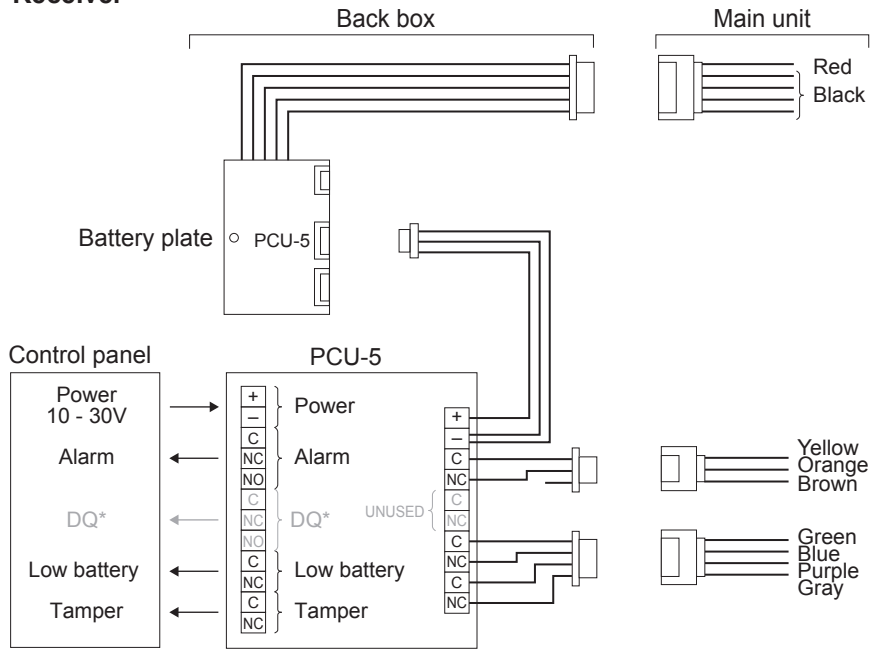 Receiver
Back box
Main unit
Red
Black
Battery plate
PCU-5
Control panel
PCU-5
Power
10 - 30V
Alarm
DQ*
Low battery
Tamper
+
–
C
NC
NO
C
NC
NO
C
NC
C
NC
Power
Alarm
DQ*
Low battery
Tamper
UNUSED
+
–
C
NC
C
NC
C
NC
C
NC
Yellow
Orange
Brown
Green
Blue
Purple
Gray